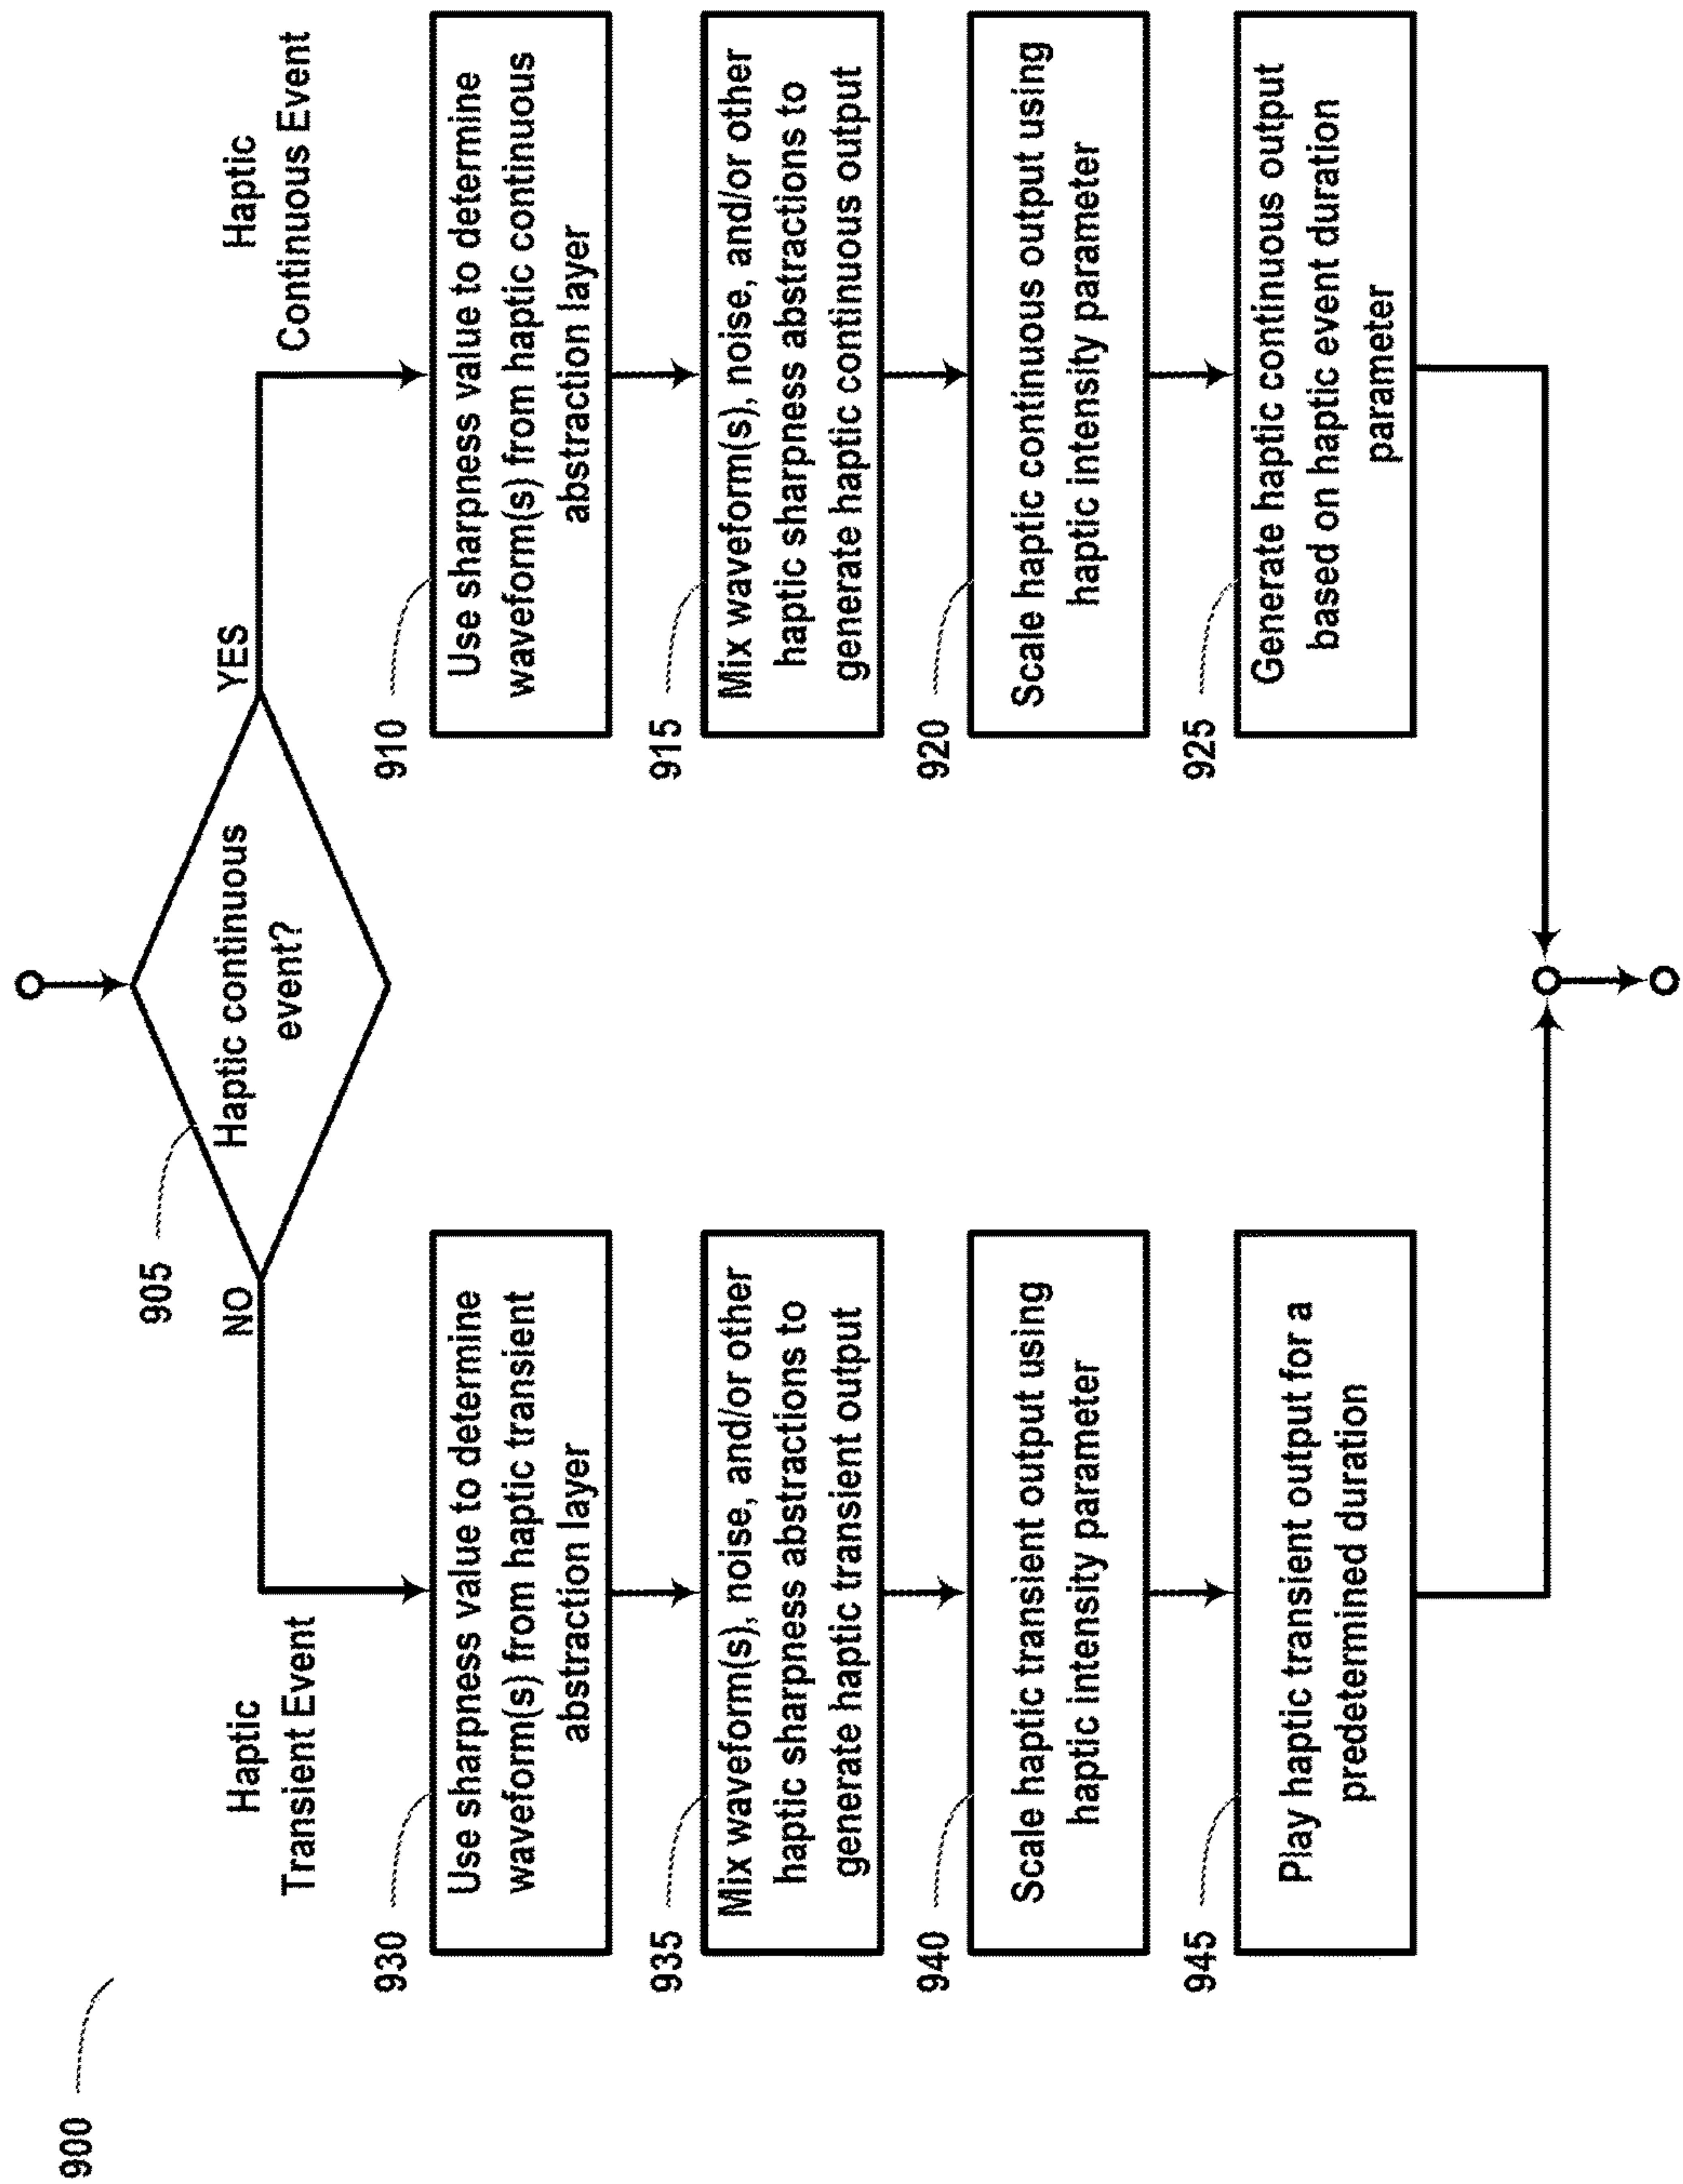 900
905
Haptic continuous
event?
NO
YES
Haptic
Transient Event
Haptic
Continuous Event
930
Use sharpness value to determine
waveform(s) from haptic transient
abstraction layer
910
Use sharpness value to determine
waveform(s) from haptic continuous
abstraction layer
935
Mix waveform(s), noise, and/or other
haptic sharpness abstractions to
generate haptic transient output
915
Mix waveform(s), noise, and/or other
haptic sharpness abstractions to
generate haptic continuous output
940
Scale haptic transient output using
haptic intensity parameter
920
Scale haptic continuous output using
haptic intensity parameter
945
Play haptic transient output for a
predetermined duration
925
Generate haptic continuous output
based on haptic event duration
parameter